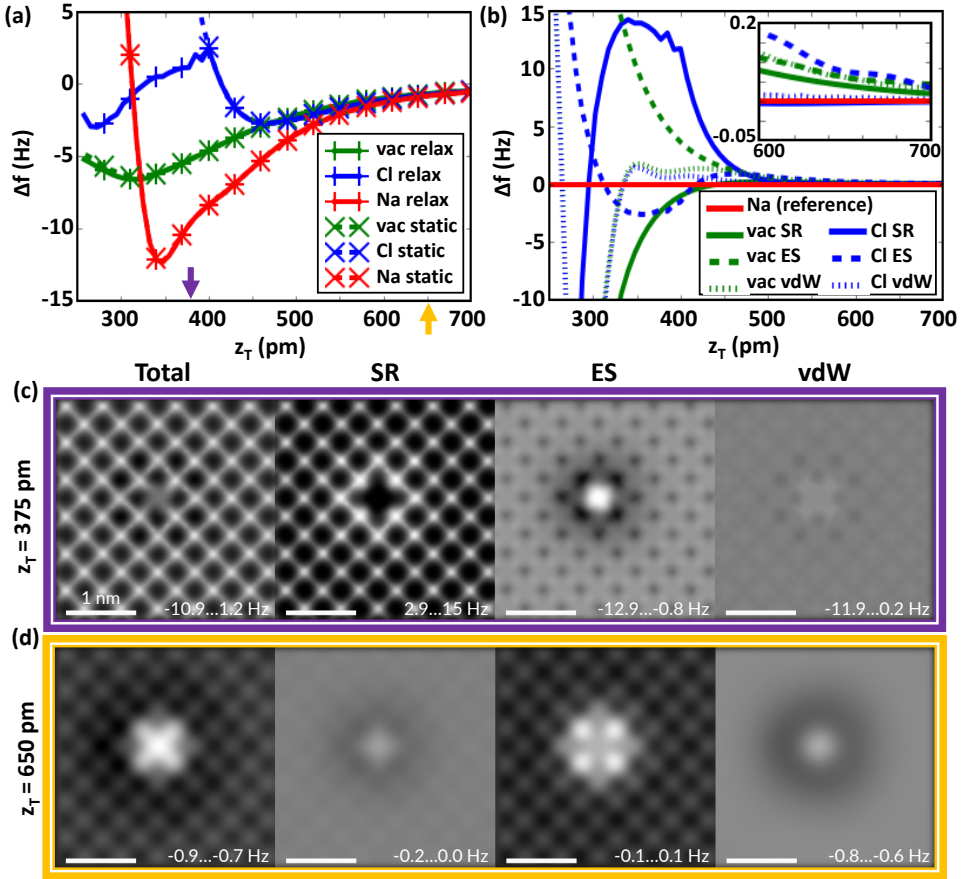 (a)
(b)
Δf (Hz)
0
-5
-10
-15
300
400
500
600
700
z_T (pm)
vac relax
Cl relax
Na relax
vac static
Cl static
Na static
Δf (Hz)
15
10
5
0
-5
-10
300
400
500
600
700
z_T (pm)
0.2
-0.05
600
700
Na (reference)
vac SR
Cl SR
vac ES
Cl ES
vac vdW
Cl vdW
Total
SR
ES
vdW
(c)
z_T = 375 pm
1 nm
-10.9...1.2 Hz
2.9...15 Hz
-12.9...-0.8 Hz
-11.9...0.2 Hz
(d)
z_T = 650 pm
-0.9...-0.7 Hz
-0.2...0.0 Hz
-0.1...0.1 Hz
-0.8...-0.6 Hz